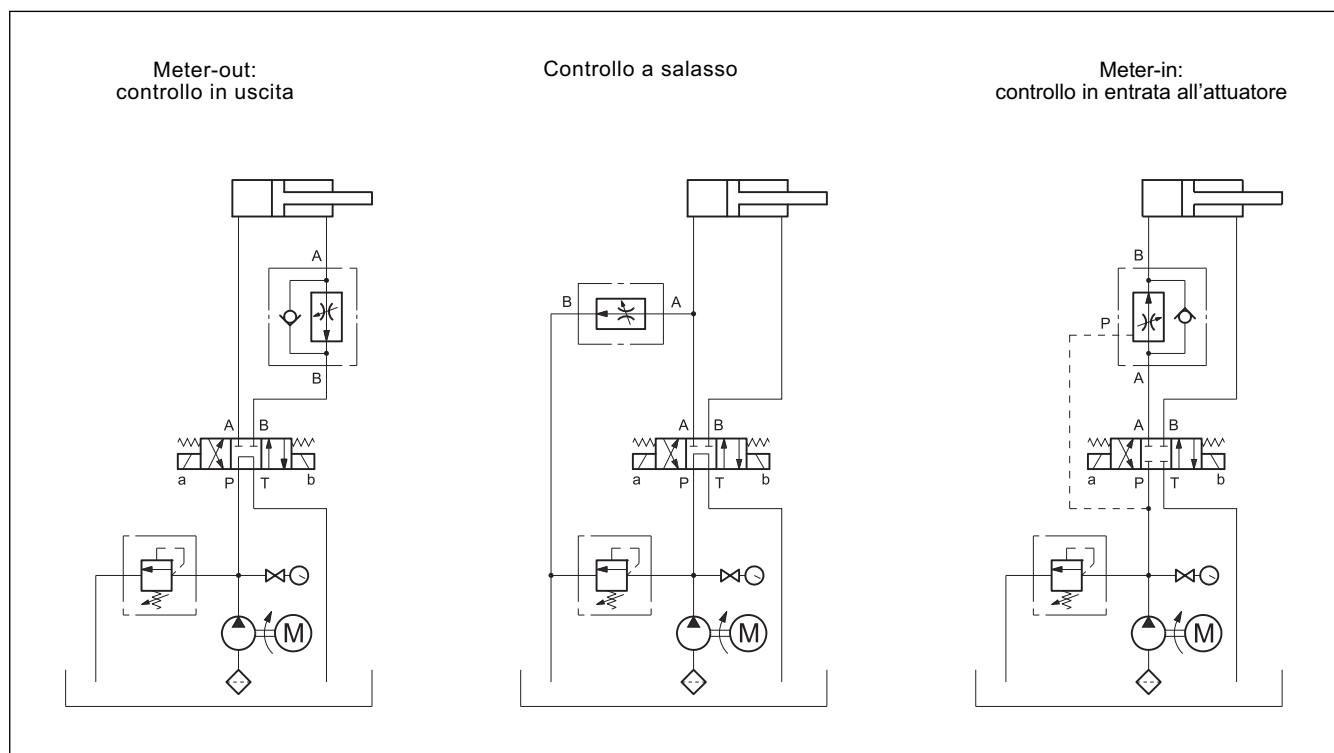 Meter-out:
controllo in uscita
Controllo a salasso
Meter-in:
controllo in entrata all'attuatore
A
B
A B
a P T b
M
B A
A B
a P T b
M
B
P
A
A B
a P T b
M